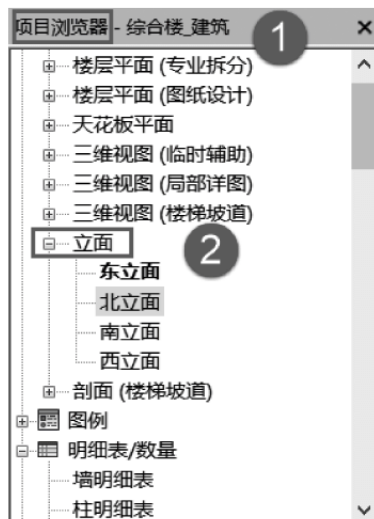 项目浏览器 - 综合楼_建筑
1
楼层平面 (专业拆分)
楼层平面 (图纸设计)
天花板平面
三维视图 (临时辅助)
三维视图 (局部详图)
三维视图 (楼梯坡道)
立面
2
东立面
北立面
南立面
西立面
剖面 (楼梯坡道)
图例
明细表/数量
墙明细表
柱明细表